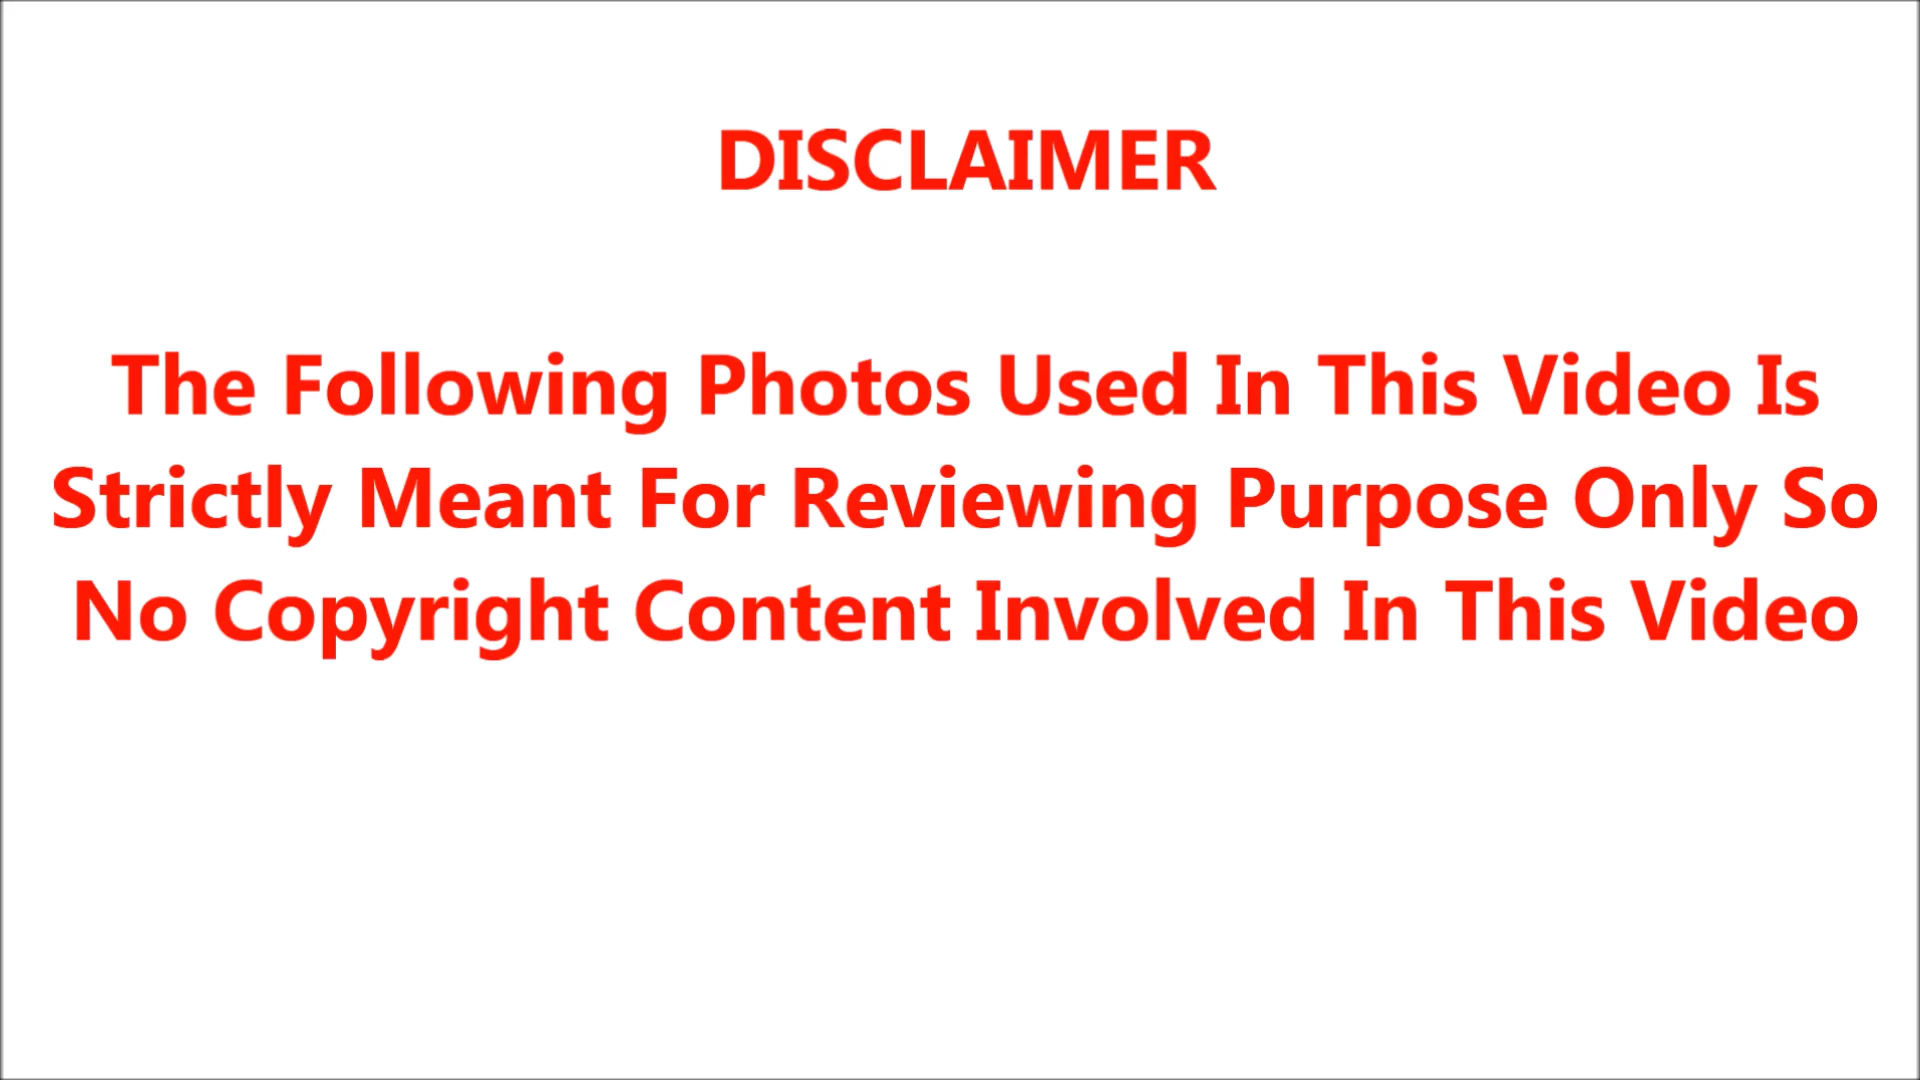 DISCLAIMER
The Following Photos Used In This Video Is
Strictly Meant For Reviewing Purpose Only So
No Copyright Content Involved In This Video